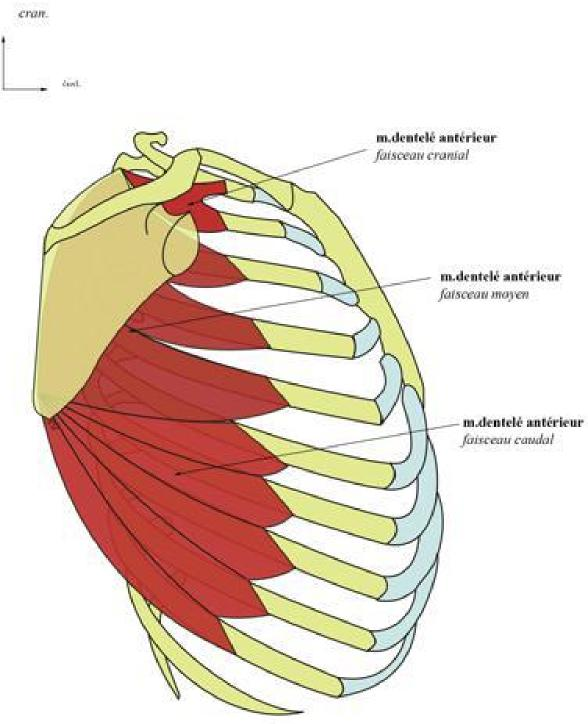 cran.
m.dentelé antérieur
faisceau cranial
m.dentelé antérieur
faisceau moyen
m.dentelé antérieur
faisceau caudal